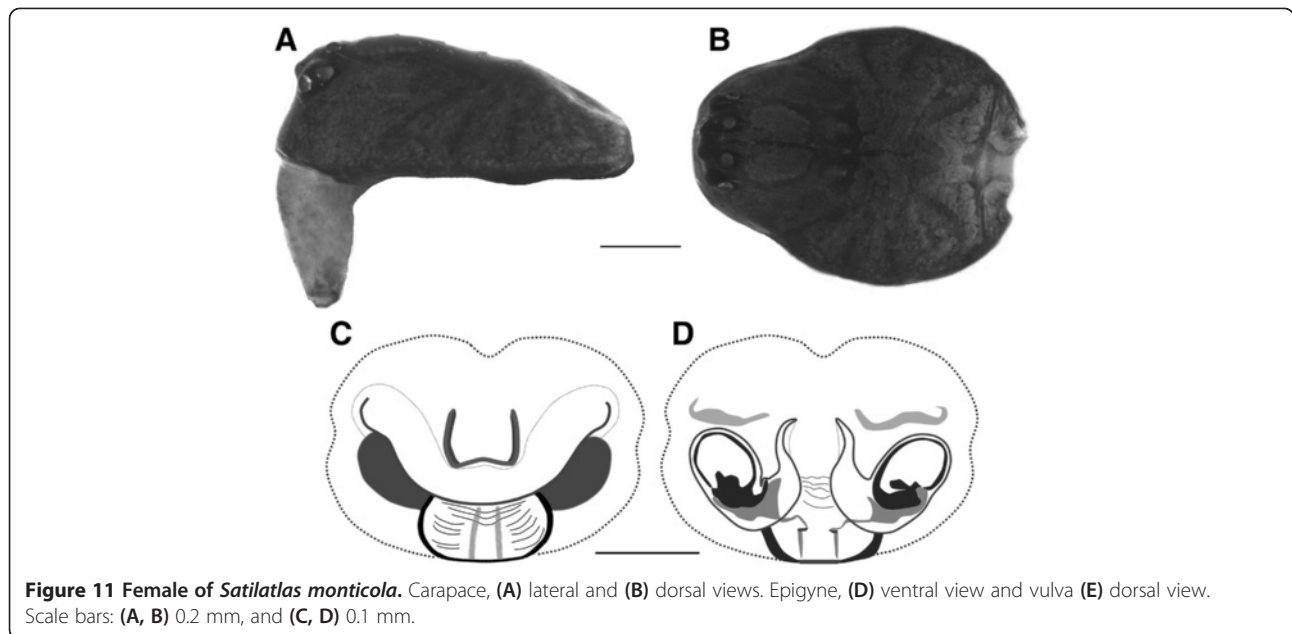 A
B
C
D
Figure 11 Female of Satilatlas monticola. Carapace, (A) lateral and (B) dorsal views. Epigyne, (D) ventral view and vulva (E) dorsal view.
Scale bars: (A, B) 0.2 mm, and (C, D) 0.1 mm.